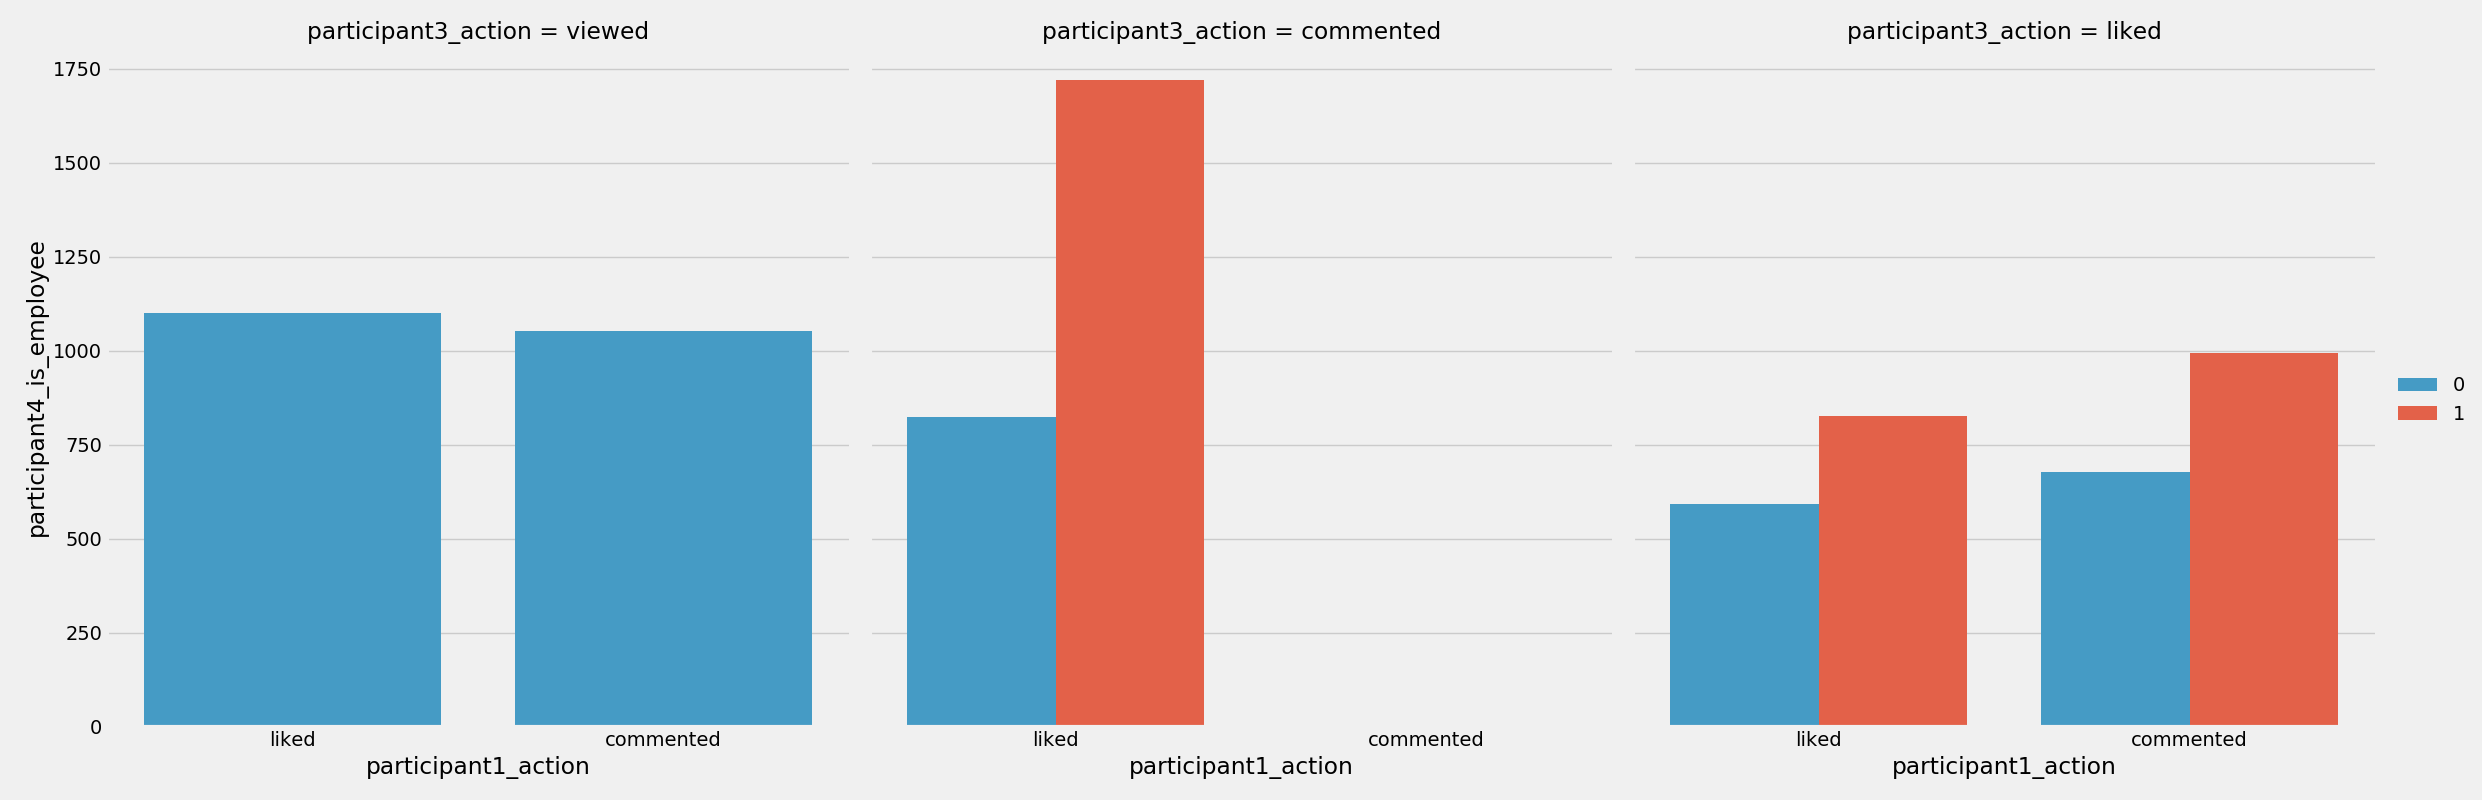 participant3_action = viewed
participant3_action = commented
participant3_action = liked
participant4_is_employee
1750
1500
1250
1000
750
500
250
0
liked
commented
liked
commented
liked
commented
participant1_action
participant1_action
participant1_action
0
1